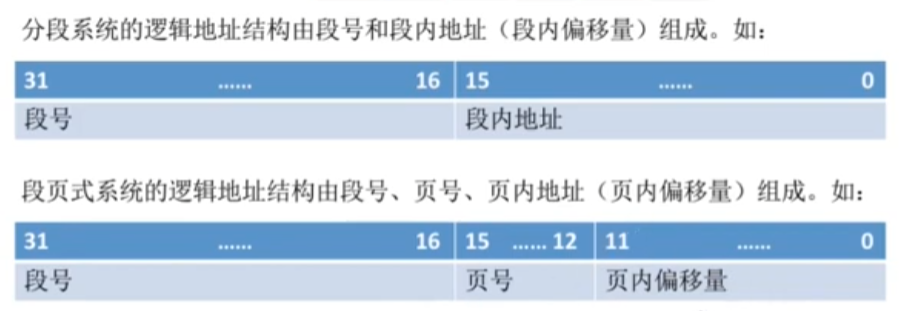 分段系统的逻辑地址结构由段号和段内地址（段内偏移量）组成。如：
31 …… 16 15 …… 0
段号 段内地址
段页式系统的逻辑地址结构由段号、页号、页内地址（页内偏移量）组成。如：
31 …… 16 15 …… 12 11 …… 0
段号 页号 页内偏移量